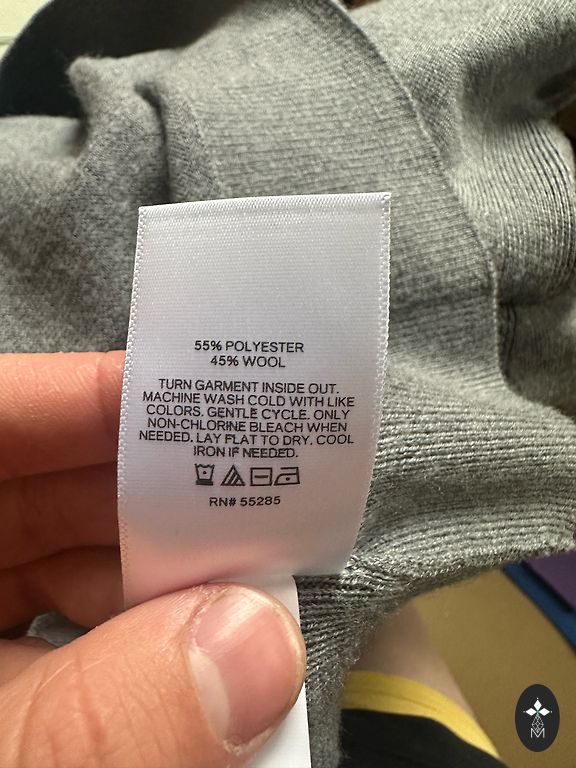 55% POLYESTER
45% WOOL
TURN GARMENT INSIDE OUT.
MACHINE WASH COLD WITH LIKE
COLORS. GENTLE CYCLE. ONLY
NON-CHLORINE BLEACH WHEN
NEEDED. LAY FLAT TO DRY. COOL
IRON IF NEEDED.
RN# 55285
M